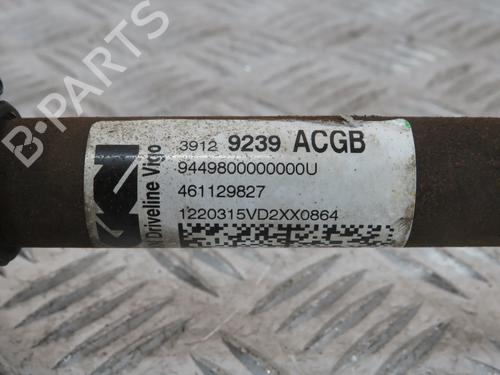 3912 9239 ACGB
9449800000000U
461129827
1220315VD2XX0864
Driveline Vigo
B-PARTS